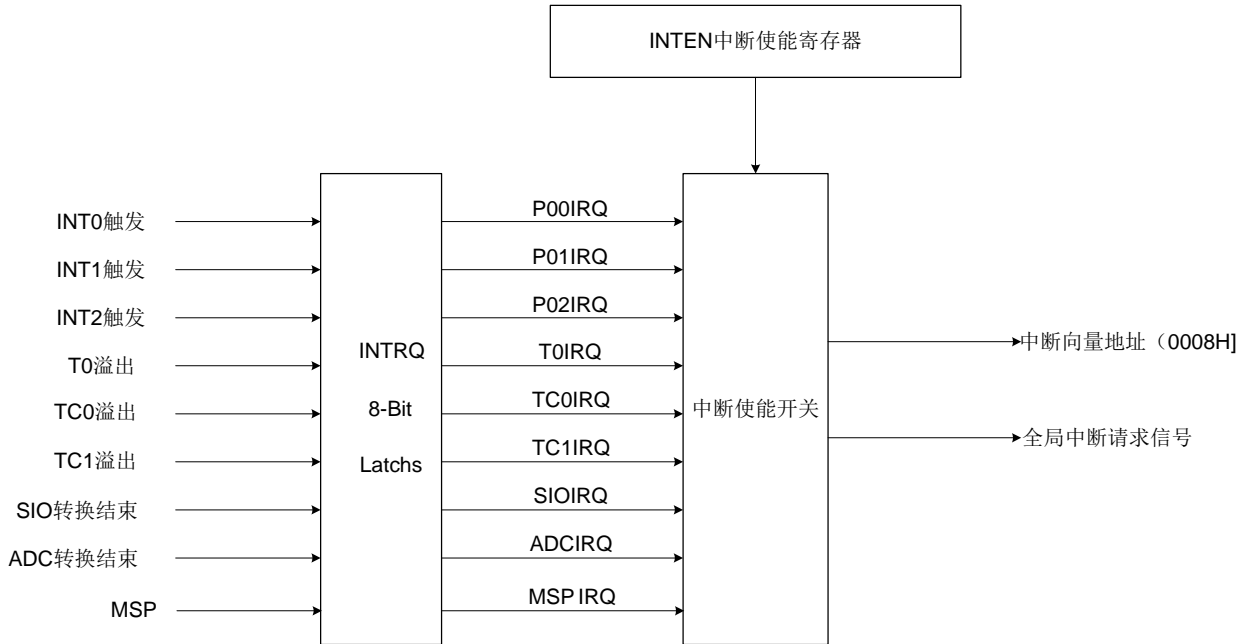 INTEN中断使能寄存器
INT0触发
INT1触发
INT2触发
T0溢出
TC0溢出
TC1溢出
SIO转换结束
ADC转换结束
MSP
INTRQ
8-Bit
Latchs
P00IRQ
P01IRQ
P02IRQ
T0IRQ
TC0IRQ
TC1IRQ
SIOIRQ
ADCIRQ
MSP IRQ
中断使能开关
中断向量地址（0008H]
全局中断请求信号